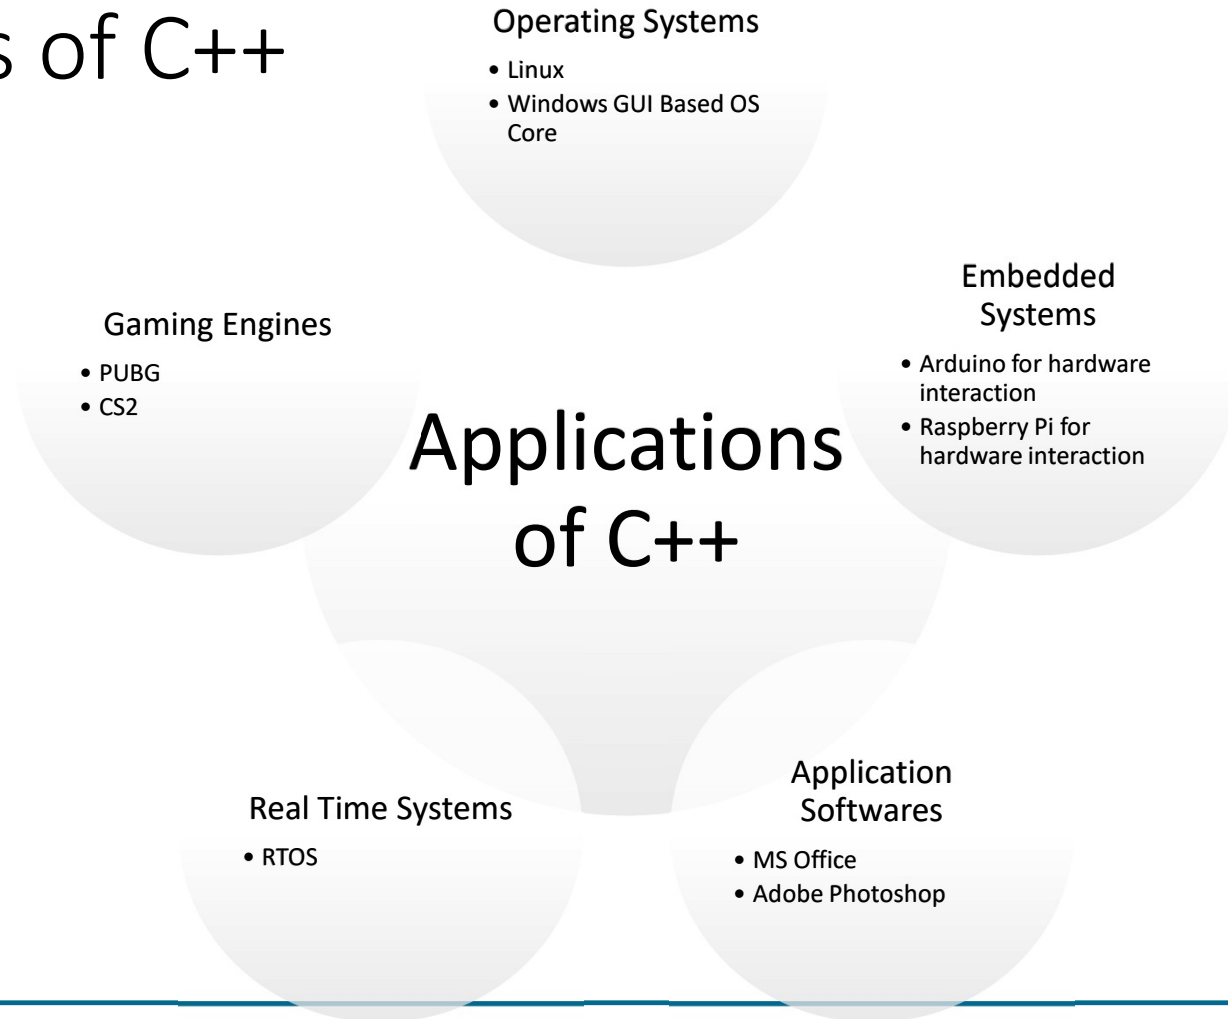 s of C++
Operating Systems
• Linux
• Windows GUI Based OS
Core
Embedded
Systems
• Arduino for hardware
interaction
• Raspberry Pi for
hardware interaction
Gaming Engines
• PUBG
• CS2
Applications
of C++
Application
Softwares
• MS Office
• Adobe Photoshop
Real Time Systems
• RTOS